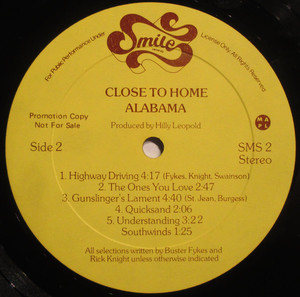 Smile
For Public Performance Under
License Only. All Rights Reserved.
CLOSE TO HOME
ALABAMA
Promotion Copy
Not For Sale
Produced by Hilly Leopold
Side 2
SMS 2
Stereo
1. Highway Driving 4:17 (Fykes, Knight, Swainson)
2. The Ones You Love 2:47
3. Gunslinger's Lament 4:40 (St. Jean, Burgess)
4. Quicksand 2:06
5. Understanding 3:22
Southwinds 1:25
All selections written by Buster Fykes and
Rick Knight unless otherwise indicated